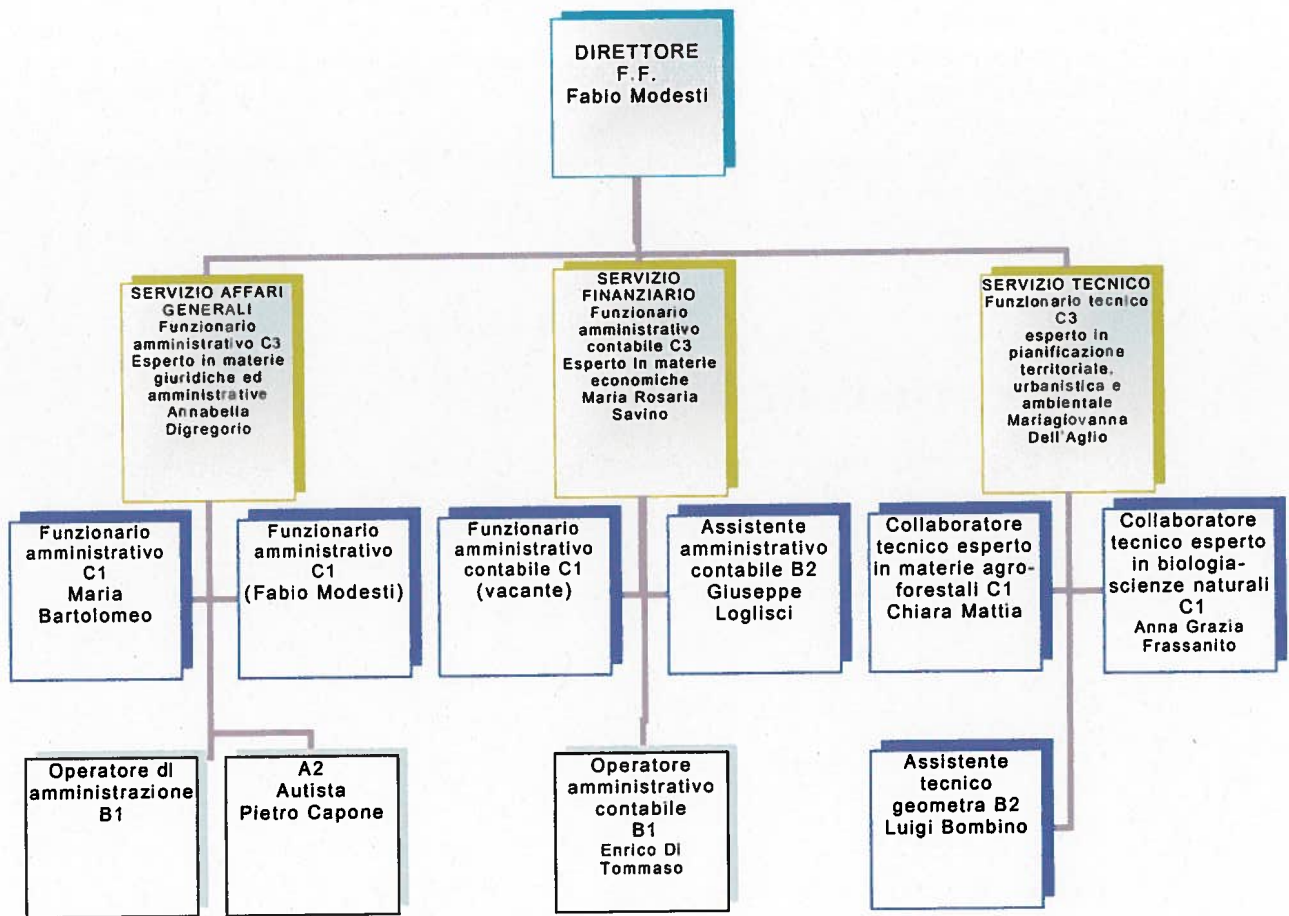 DIRETTORE
F.F.
Fabio Modesti
SERVIZIO AFFARI
GENERALI
Funzionario
amministrativo C3
Esperto in materie
giuridiche ed
amministrative
Annabella
Digregorio
SERVIZIO
FINANZIARIO
Funzionario
amministrativo
contabile C3
Esperto in materie
economiche
Maria Rosaria
Savino
SERVIZIO TECNICO
Funzionario tecnico
C3
esperto in
pianificazione
territoriale,
urbanistica e
ambientale
Mariagiovanna
Dell'Aglio
Funzionario
amministrativo
C1
Maria
Bartolomeo
Funzionario
amministrativo
C1
(Fabio Modesti)
Funzionario
amministrativo
contabile C1
(vacante)
Assistente
amministrativo
contabile B2
Giuseppe
Loglisci
Collaboratore
tecnico esperto
in materie agro-
forestali C1
Chiara Mattia
Collaboratore
tecnico esperto
in biologia-
scienze naturali
C1
Anna Grazia
Frassanito
Operatore di
amministrazione
B1
A2
Autista
Pietro Capone
Operatore
amministrativo
contabile
B1
Enrico Di
Tommaso
Assistente
tecnico
geometra B2
Luigi Bombino